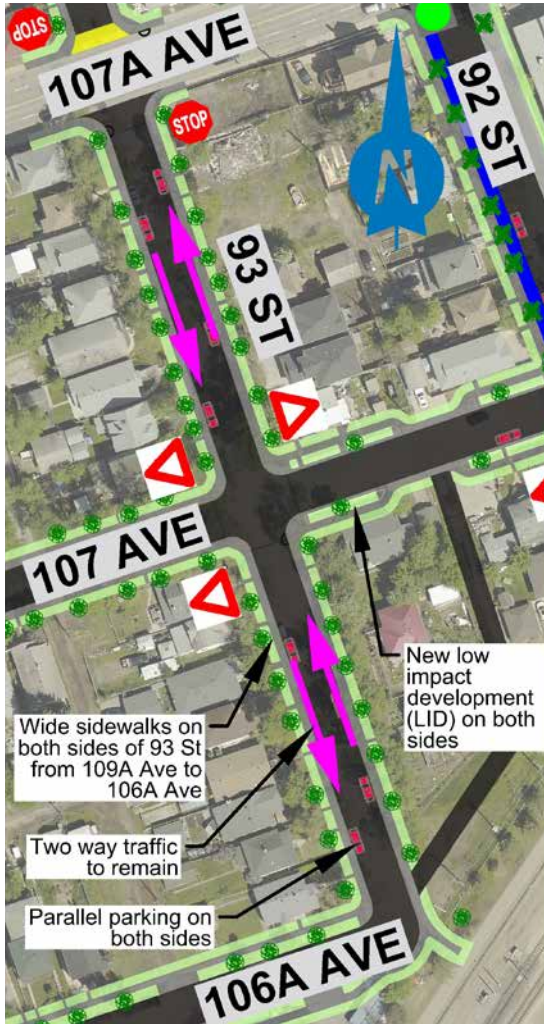 STOP
107A AVE
STOP
92 ST
N
93 ST
107 AVE
New low
impact
development
(LID) on both
sides
Wide sidewalks on
both sides of 93 St
from 109A Ave to
106A Ave
Two way traffic
to remain
Parallel parking on
both sides
106A AVE